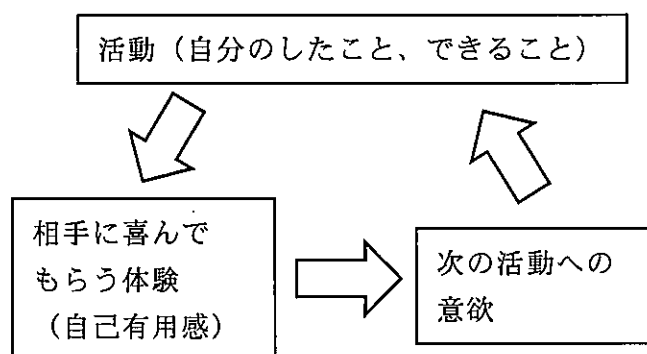 活動（自分のしたこと、できること）
相手に喜んで
もらう体験
（自己有用感）
次の活動への
意欲